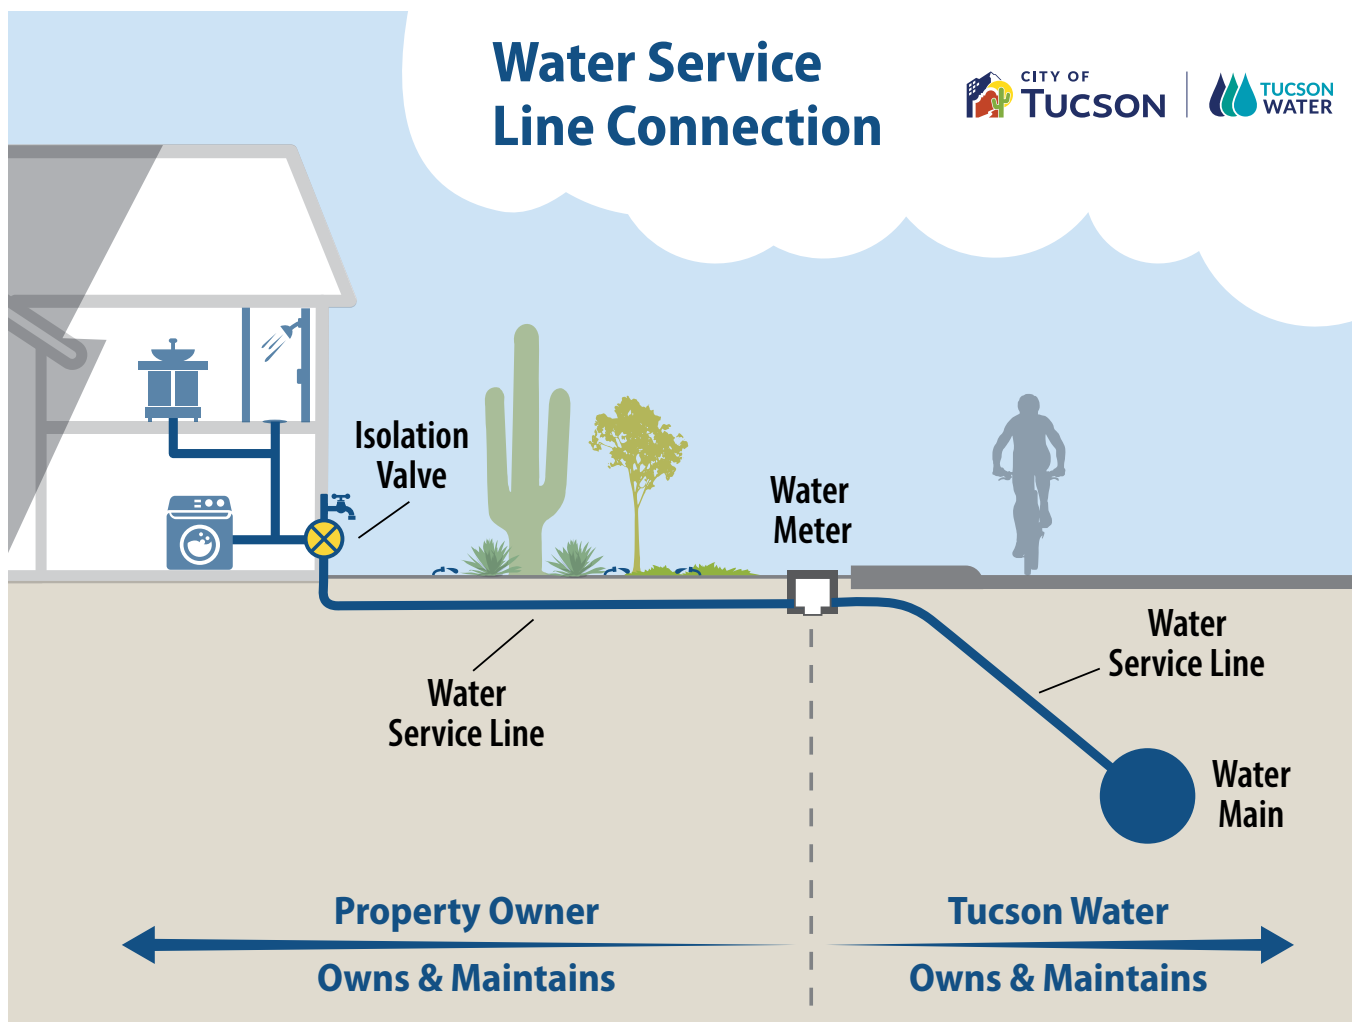 Water Service
Line Connection
CITY OF
TUCSON
TUCSON
WATER
Isolation
Valve
Water
Meter
Water
Service Line
Water
Service Line
Water
Main
Property Owner
Owns & Maintains
Tucson Water
Owns & Maintains